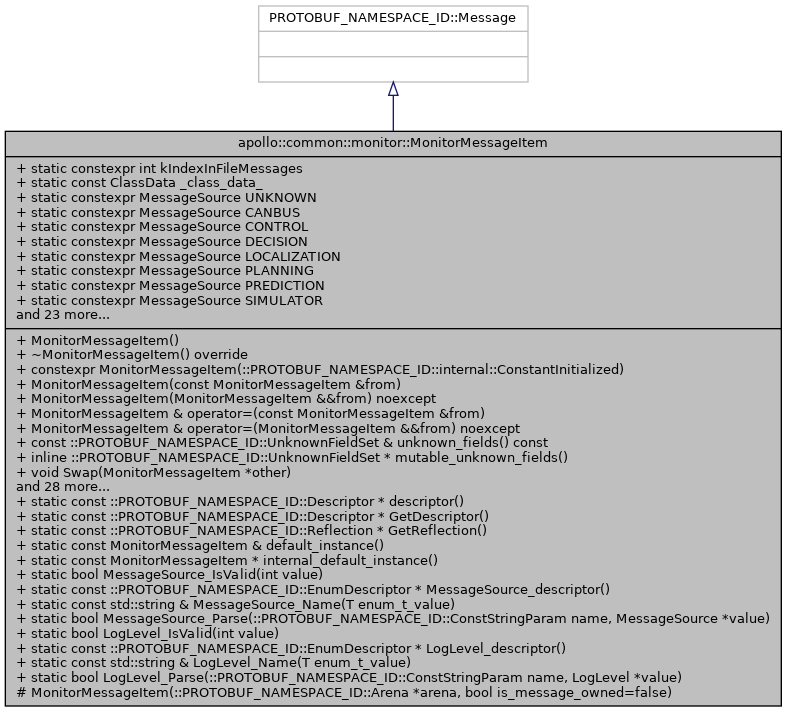 PROTOBUF_NAMESPACE_ID::Message
apollo::common::monitor::MonitorMessageItem
+ static constexpr int kIndexInFileMessages
+ static const ClassData _class_data_
+ static constexpr MessageSource UNKNOWN
+ static constexpr MessageSource CANBUS
+ static constexpr MessageSource CONTROL
+ static constexpr MessageSource DECISION
+ static constexpr MessageSource LOCALIZATION
+ static constexpr MessageSource PLANNING
+ static constexpr MessageSource PREDICTION
+ static constexpr MessageSource SIMULATOR
and 23 more...
+ MonitorMessageItem()
+ ~MonitorMessageItem() override
+ constexpr MonitorMessageItem(::PROTOBUF_NAMESPACE_ID::internal::ConstantInitialized)
+ MonitorMessageItem(const MonitorMessageItem &from)
+ MonitorMessageItem(MonitorMessageItem &&from) noexcept
+ MonitorMessageItem & operator=(const MonitorMessageItem &from)
+ MonitorMessageItem & operator=(MonitorMessageItem &&from) noexcept
+ const ::PROTOBUF_NAMESPACE_ID::UnknownFieldSet & unknown_fields() const
+ inline ::PROTOBUF_NAMESPACE_ID::UnknownFieldSet * mutable_unknown_fields()
+ void Swap(MonitorMessageItem *other)
and 28 more...
+ static const ::PROTOBUF_NAMESPACE_ID::Descriptor * descriptor()
+ static const ::PROTOBUF_NAMESPACE_ID::Descriptor * GetDescriptor()
+ static const ::PROTOBUF_NAMESPACE_ID::Reflection * GetReflection()
+ static const MonitorMessageItem & default_instance()
+ static const MonitorMessageItem * internal_default_instance()
+ static bool MessageSource_IsValid(int value)
+ static const ::PROTOBUF_NAMESPACE_ID::EnumDescriptor * MessageSource_descriptor()
+ static const std::string & MessageSource_Name(T enum_t_value)
+ static bool MessageSource_Parse(::PROTOBUF_NAMESPACE_ID::ConstStringParam name, MessageSource *value)
+ static bool LogLevel_IsValid(int value)
+ static const ::PROTOBUF_NAMESPACE_ID::EnumDescriptor * LogLevel_descriptor()
+ static const std::string & LogLevel_Name(T enum_t_value)
+ static bool LogLevel_Parse(::PROTOBUF_NAMESPACE_ID::ConstStringParam name, LogLevel *value)
# MonitorMessageItem(::PROTOBUF_NAMESPACE_ID::Arena *arena, bool is_message_owned=false)